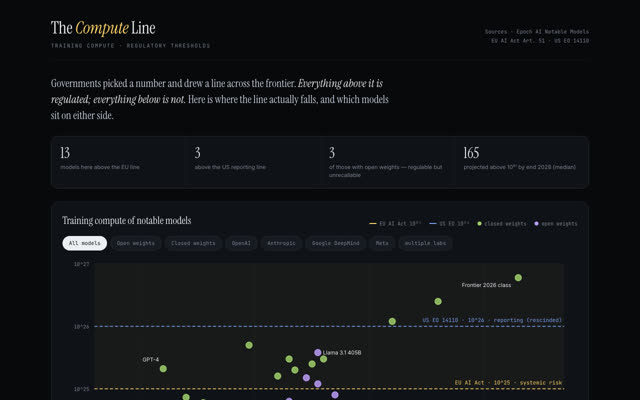 The Compute Line
TRAINING COMPUTE · REGULATORY THRESHOLDS
Sources · Epoch AI Notable Models
EU AI Act Art. 51 · US EO 14110
Governments picked a number and drew a line across the frontier. Everything above it is
regulated; everything below is not. Here is where the line actually falls, and which models
sit on either side.
13
models here above the EU line
3
above the US reporting line
3
of those with open weights — regulable but
unrecallable
165
projected above 10²⁵ by end 2028 (median)
Training compute of notable models
EU AI Act 10²⁵
US EO 10²⁶
closed weights
open weights
All models
Open weights
Closed weights
OpenAI
Anthropic
Google DeepMind
Meta
multiple labs
10^27
Frontier 2026 class
US EO 14110 · 10^26 · reporting (rescinded)
10^26
Llama 3.1 405B
GPT-4
EU AI Act · 10^25 · systemic risk
10^25